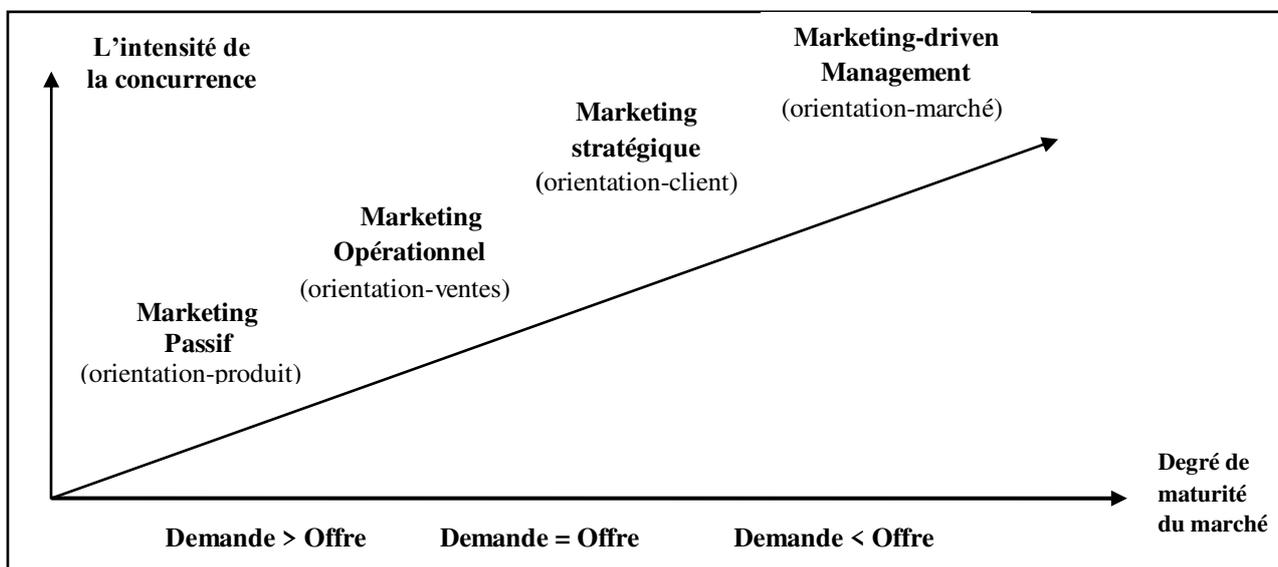 L’intensité de
la concurrence
Marketing-driven
Management
(orientation-marché)
Marketing
stratégique
(orientation-client)
Marketing
Opérationnel
(orientation-ventes)
Marketing
Passif
(orientation-produit)
Degré de
maturité
du marché
Demande > Offre
Demande = Offre
Demande < Offre